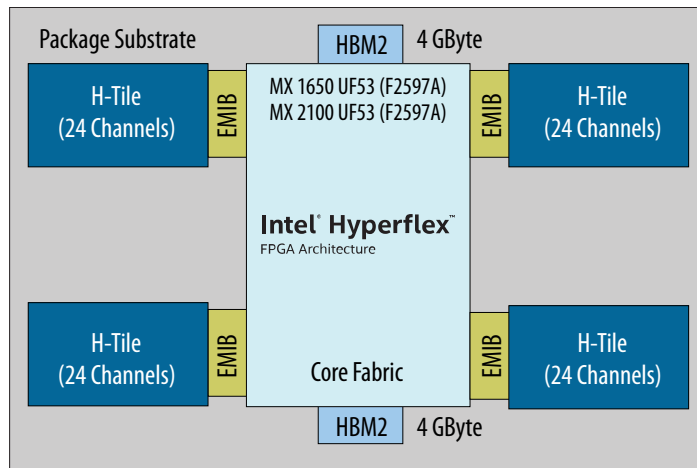 Package Substrate
HBM2
4 GByte
H-Tile
(24 Channels)
EMIB
MX 1650 UF53 (F2597A)
MX 2100 UF53 (F2597A)
EMIB
H-Tile
(24 Channels)
Intel® Hyperflex™
FPGA Architecture
H-Tile
(24 Channels)
EMIB
Core Fabric
EMIB
H-Tile
(24 Channels)
HBM2
4 GByte